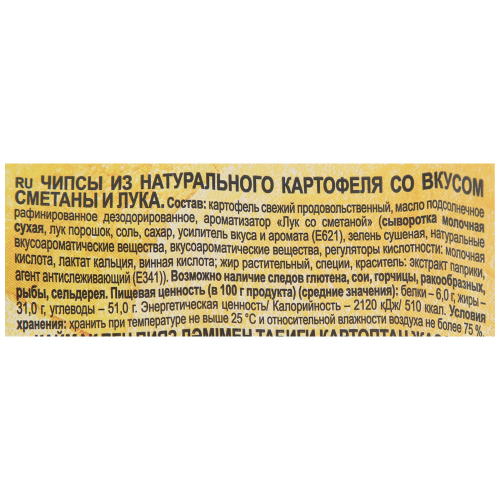 RU ЧИПСЫ ИЗ НАТУРАЛЬНОГО КАРТОФЕЛЯ СО ВКУСОМ
СМЕТАНЫ И ЛУКА. Состав: картофель свежий продовольственный, масло подсолнечное
рафинированное дезодорированное, ароматизатор «Лук со сметаной» (сыворотка молочная
сухая, лук порошок, соль, сахар, усилитель вкуса и аромата (Е621), зелень сушеная, натуральные
вкусоароматические вещества, вкусоароматические вещества, регуляторы кислотности: молочная
кислота, лактат кальция, винная кислота; жир растительный, специи, краситель: экстракт паприки,
агент антислеживающий (Е341)). Возможно наличие следов глютена, сои, горчицы, ракообразных,
рыбы, сельдерея. Пищевая ценность (в 100 г продукта) (средние значения): белки – 6,0 г; жиры –
31,0 г, углеводы – 51,0 г. Энергетическая ценность/ Калорийность – 2120 кДж/ 510 ккал. Условия
хранения: хранить при температуре не выше 25 °С и относительной влажности воздуха не более 75 %.
ПИЯЗ ДӘМІМЕН ТАБИҒИ КАРТОПТАН